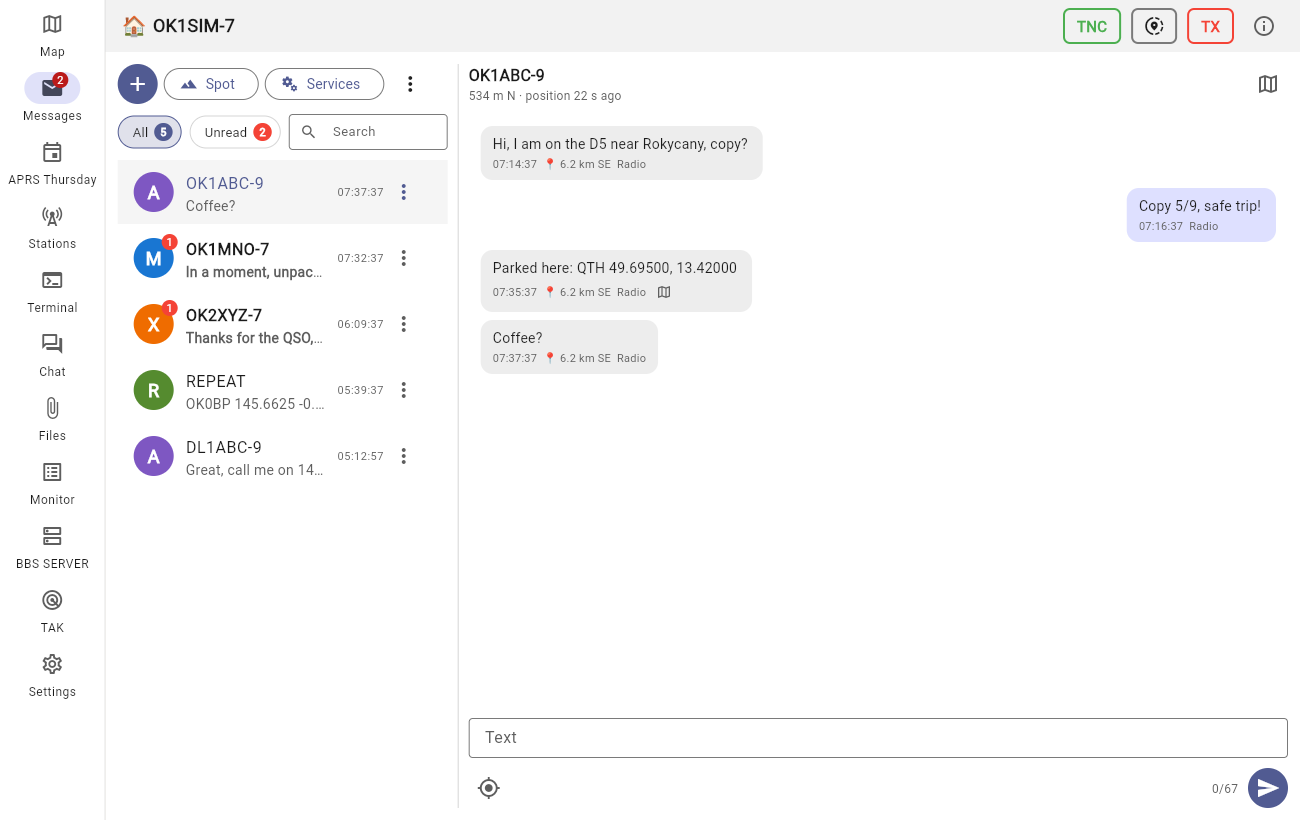 OK1SIM-7
TNC
TX
Map
2
Messages
APRS Thursday
Stations
Terminal
Chat
Files
Monitor
BBS SERVER
TAK
Settings
+ Spot Services
All 5 Unread 2 Search
A OK1ABC-9 07:37:37
Coffee?
M 1 OK1MNO-7 07:32:37
In a moment, unpac...
X 1 OK2XYZ-7 06:09:37
Thanks for the QSO,...
R REPEAT 05:39:37
OK0BP 145.6625 -0....
A DL1ABC-9 05:12:57
Great, call me on 14...
OK1ABC-9
534 m N · position 22 s ago
Hi, I am on the D5 near Rokycany, copy?
07:14:37 📍 6.2 km SE Radio
Copy 5/9, safe trip!
07:16:37 Radio
Parked here: QTH 49.69500, 13.42000
07:35:37 📍 6.2 km SE Radio
Coffee?
07:37:37 📍 6.2 km SE Radio
Text
0/67